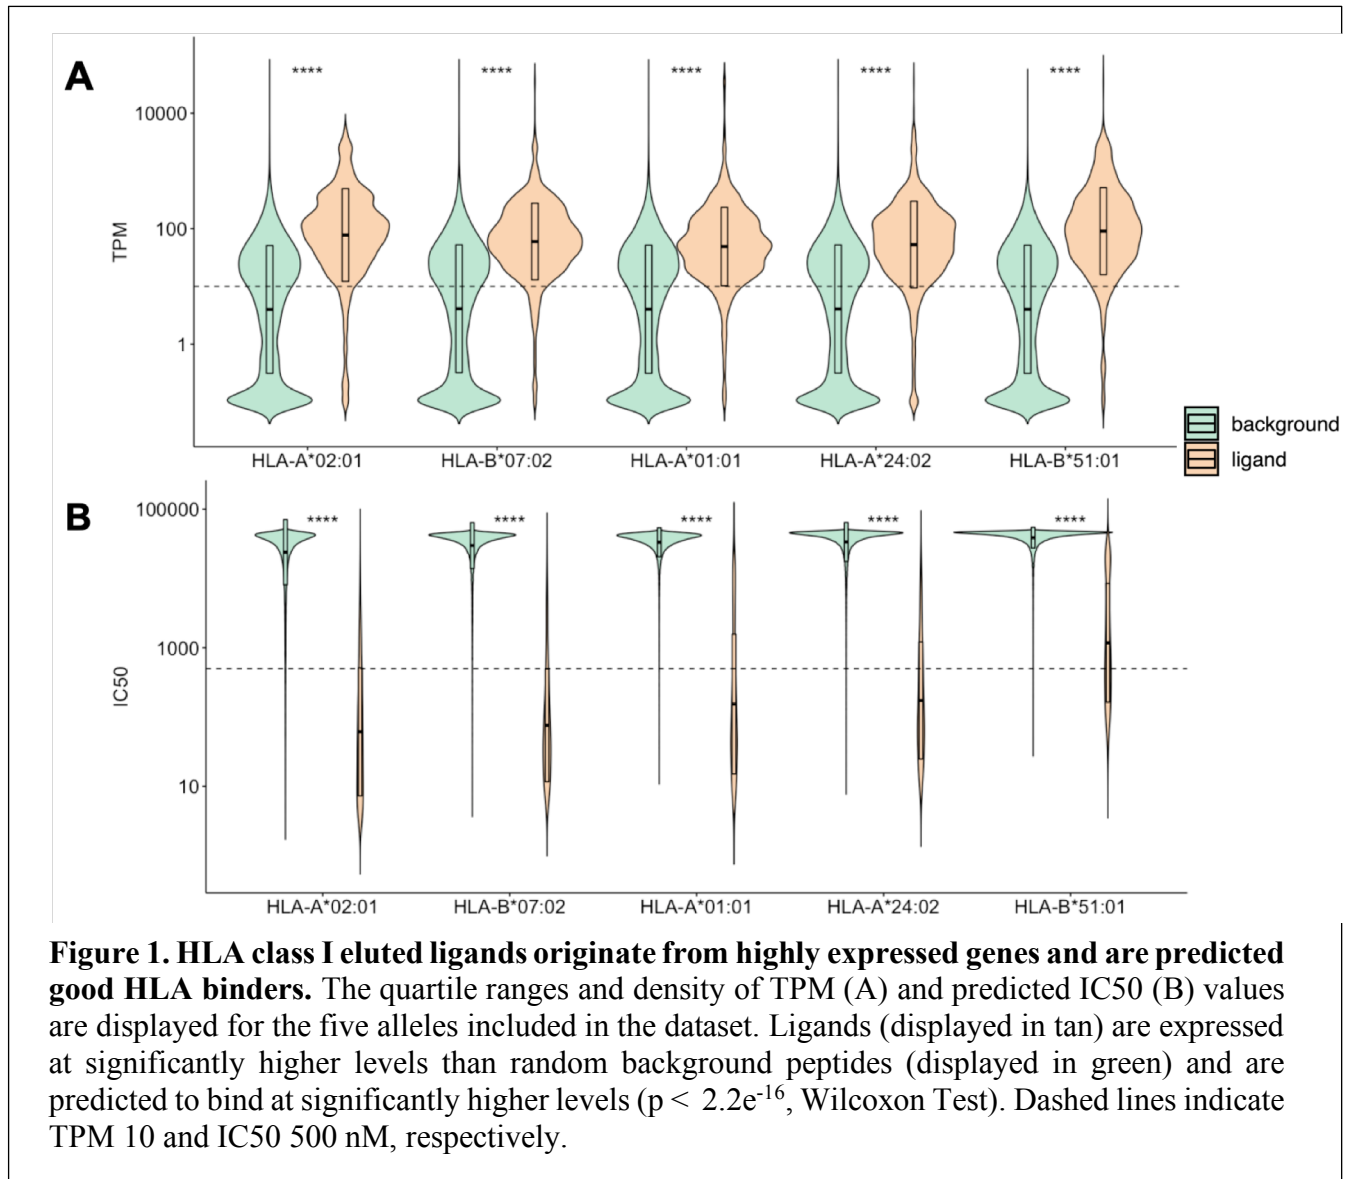 A
**** **** **** **** ****
10000
100
1
TPM
HLA-A*02:01 HLA-B*07:02 HLA-A*01:01 HLA-A*24:02 HLA-B*51:01
background
ligand
B
**** **** **** **** ****
100000
1000
10
IC50
HLA-A*02:01 HLA-B*07:02 HLA-A*01:01 HLA-A*24:02 HLA-B*51:01
Figure 1. HLA class I eluted ligands originate from highly expressed genes and are predicted
good HLA binders. The quartile ranges and density of TPM (A) and predicted IC50 (B) values
are displayed for the five alleles included in the dataset. Ligands (displayed in tan) are expressed
at significantly higher levels than random background peptides (displayed in green) and are
predicted to bind at significantly higher levels (p < 2.2e-16, Wilcoxon Test). Dashed lines indicate
TPM 10 and IC50 500 nM, respectively.